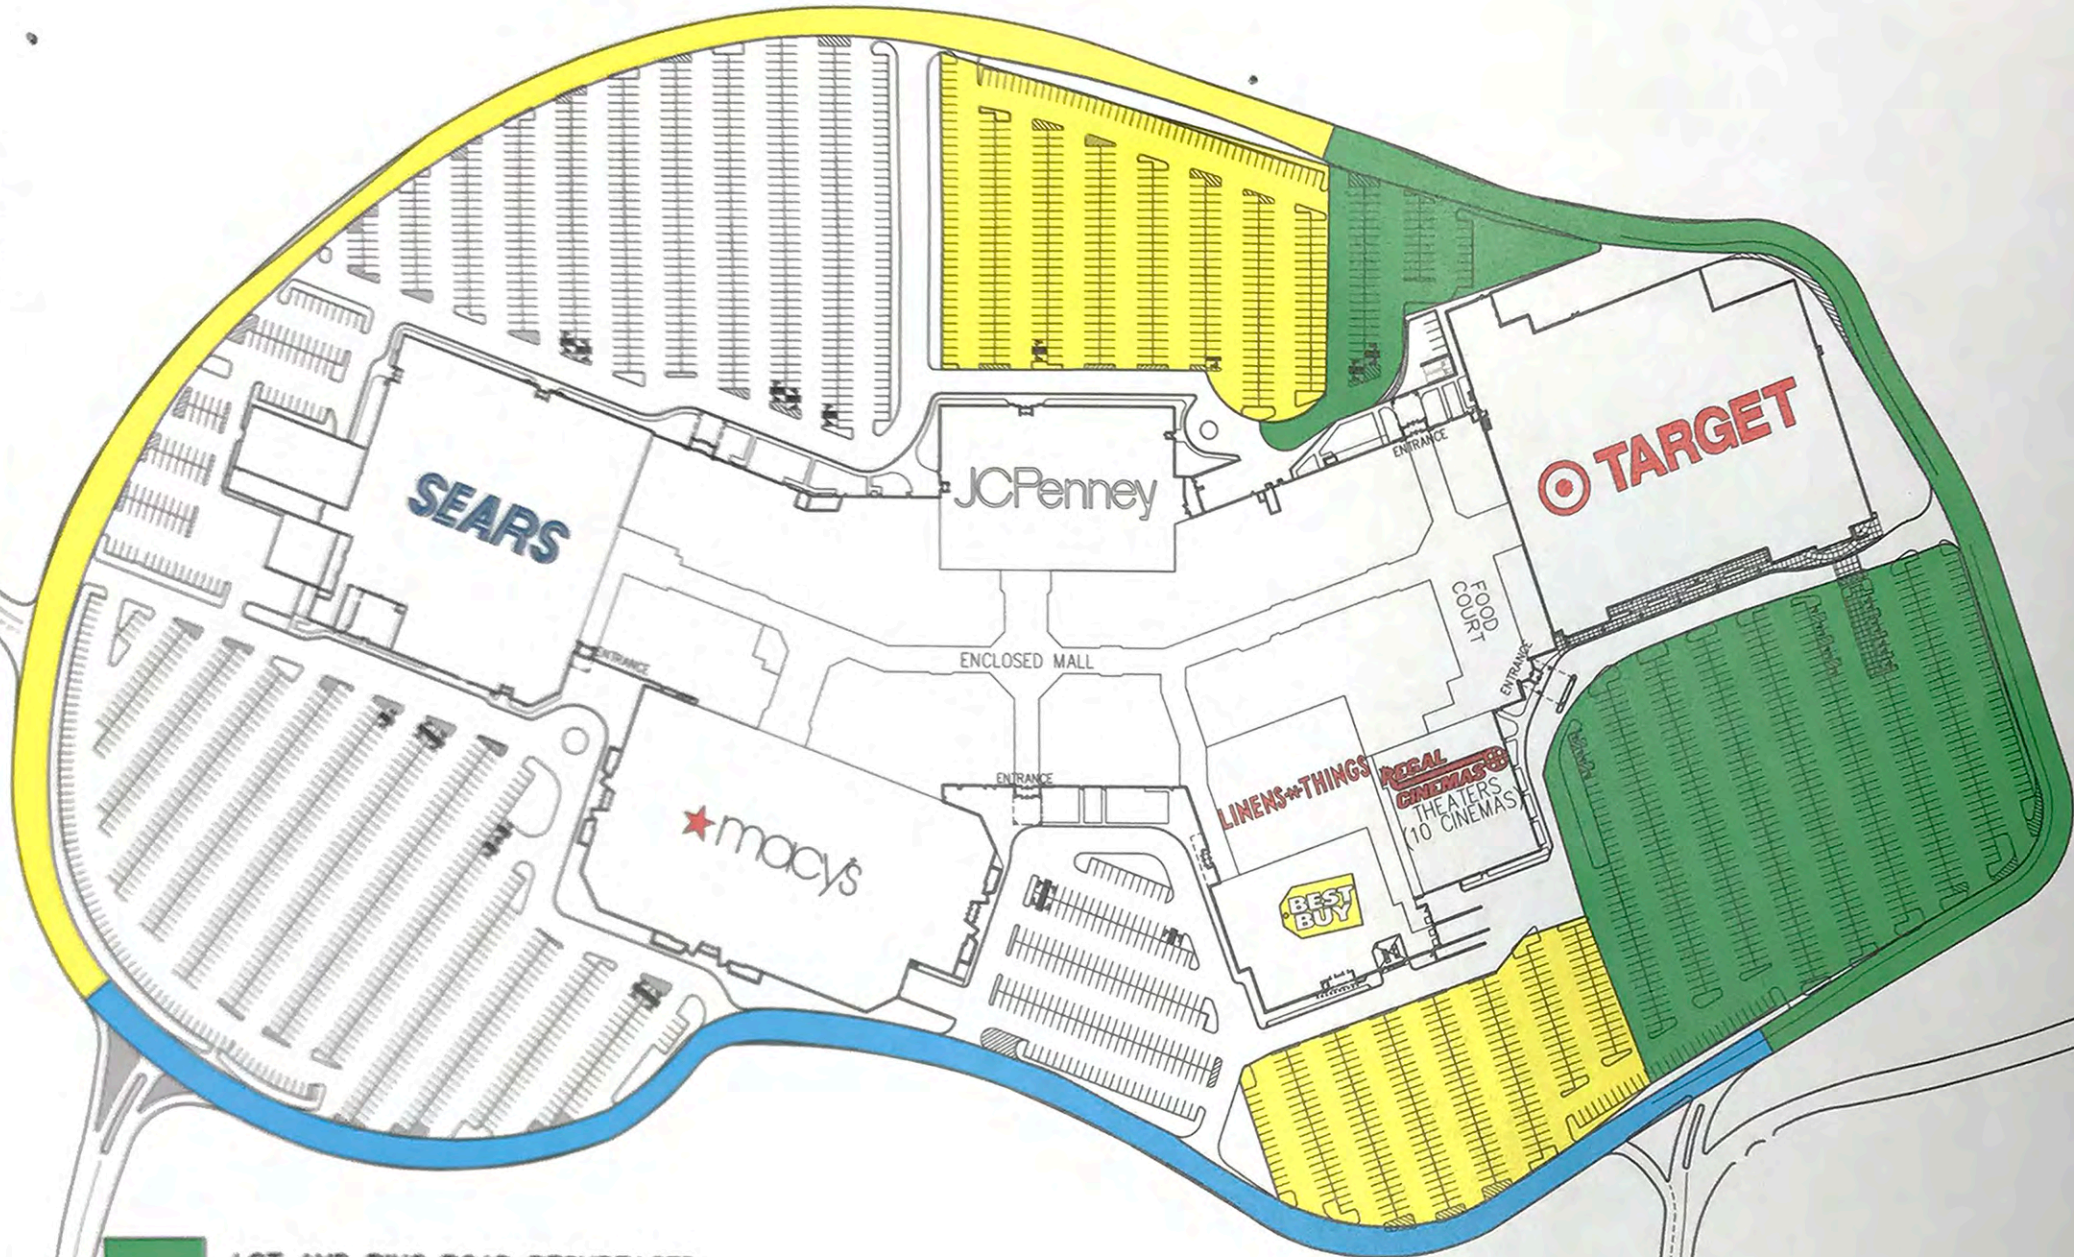 ENTRANCE
TARGET
SEARS
JCPenney
FOOD
COURT
ENTRANCE
ENCLOSED MALL
ENTRANCE
ENTRANCE
macy's
LINENS-N-THINGS
REGAL
CINEMAS
THEATERS
(10 CINEMAS)
BEST
BUY